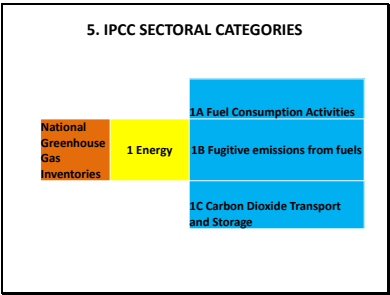 5. IPCC SECTORAL CATEGORIES
1A Fuel Consumption Activities
National
Greenhouse
Gas
Inventories
1 Energy
1B Fugitive emissions from fuels
1C Carbon Dioxide Transport
and Storage